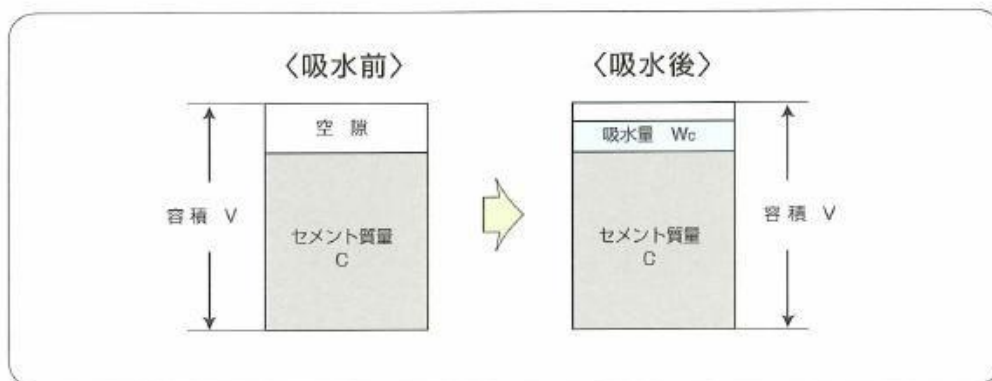 〈吸水前〉
空 隙
容積 V
セメント質量
C
〈吸水後〉
吸水量 Wc
セメント質量
C
容積 V